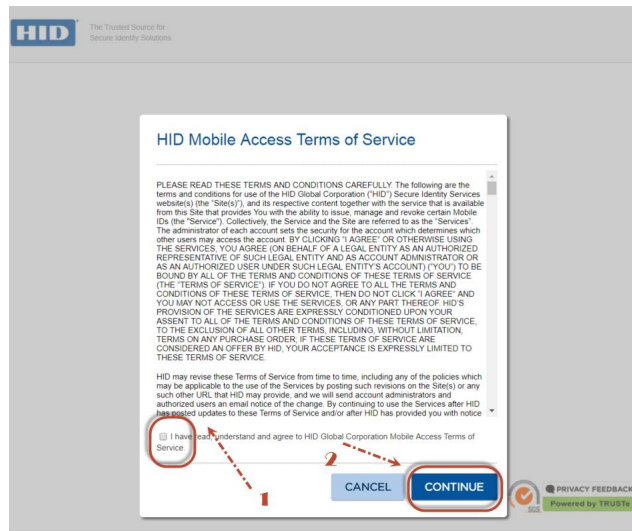 HID
The Trusted Source for
Secure Identity Solutions.
HID Mobile Access Terms of Service
PLEASE READ THESE TERMS AND CONDITIONS CAREFULLY. The following are the
terms and conditions for use of the HID Global Corporation ("HID") Secure Identity Services
website(s) (the "Site(s)"), and its respective content together with the service that is available
from this Site that provides You with the ability to issue, manage and revoke certain Mobile
IDs (the "Service"). Collectively, the Service and the Site are referred to as the "Services".
The administrator of each account sets the security for the account which determines which
other users may access the account. BY CLICKING "I AGREE" OR OTHERWISE USING
THE SERVICES, YOU AGREE (ON BEHALF OF A LEGAL ENTITY AS AN AUTHORIZED
REPRESENTATIVE OF SUCH LEGAL ENTITY AND AS ACCOUNT ADMNISTRATOR OR
AS AN AUTHORIZED USER UNDER SUCH LEGAL ENTITY'S ACCOUNT) ("YOU") TO BE
BOUND BY ALL OF THE TERMS AND CONDITIONS OF THESE TERMS OF SERVICE
(THE "TERMS OF SERVICE"). IF YOU DO NOT AGREE TO ALL THE TERMS AND
CONDITIONS OF THESE TERMS OF SERVICE, THEN DO NOT CLICK "I AGREE" AND
YOU MAY NOT ACCESS OR USE THE SERVICES, OR ANY PART THEREOF. HID'S
PROVISION OF THE SERVICES ARE EXPRESSLY CONDITIONED UPON YOUR
ASSENT TO ALL OF THE TERMS AND CONDITIONS OF THESE TERMS OF SERVICE,
TO THE EXCLUSION OF ALL OTHER TERMS, INCLUDING, WITHOUT LIMITATION,
TERMS ON ANY PURCHASE ORDER; IF THESE TERMS OF SERVICE ARE
CONSIDERED AN OFFER BY HID, YOUR ACCEPTANCE IS EXPRESSLY LIMITED TO
THESE TERMS OF SERVICE.
HID may revise these Terms of Service from time to time, including any of the policies which
may be applicable to the use of the Services by posting such revisions on the Site(s) or any
such other URL that HID may provide, and we will send account administrators and
authorized users an email notice of the change. By continuing to use the Services after HID
has posted updates to these Terms of Service and/or after HID has provided you with notice
I have read, understand and agree to HID Global Corporation Mobile Access Terms of
Service.
1
2
CANCEL
CONTINUE
SGS
PRIVACY FEEDBACK
Powered by TRUSTe